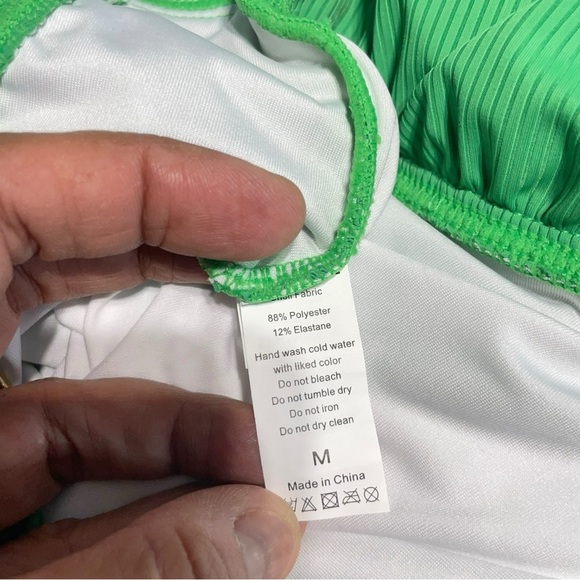 Shell Fabric
88% Polyester
12% Elastane
Hand wash cold water
with liked color
Do not bleach
Do not tumble dry
Do not iron
Do not dry clean
M
Made in China